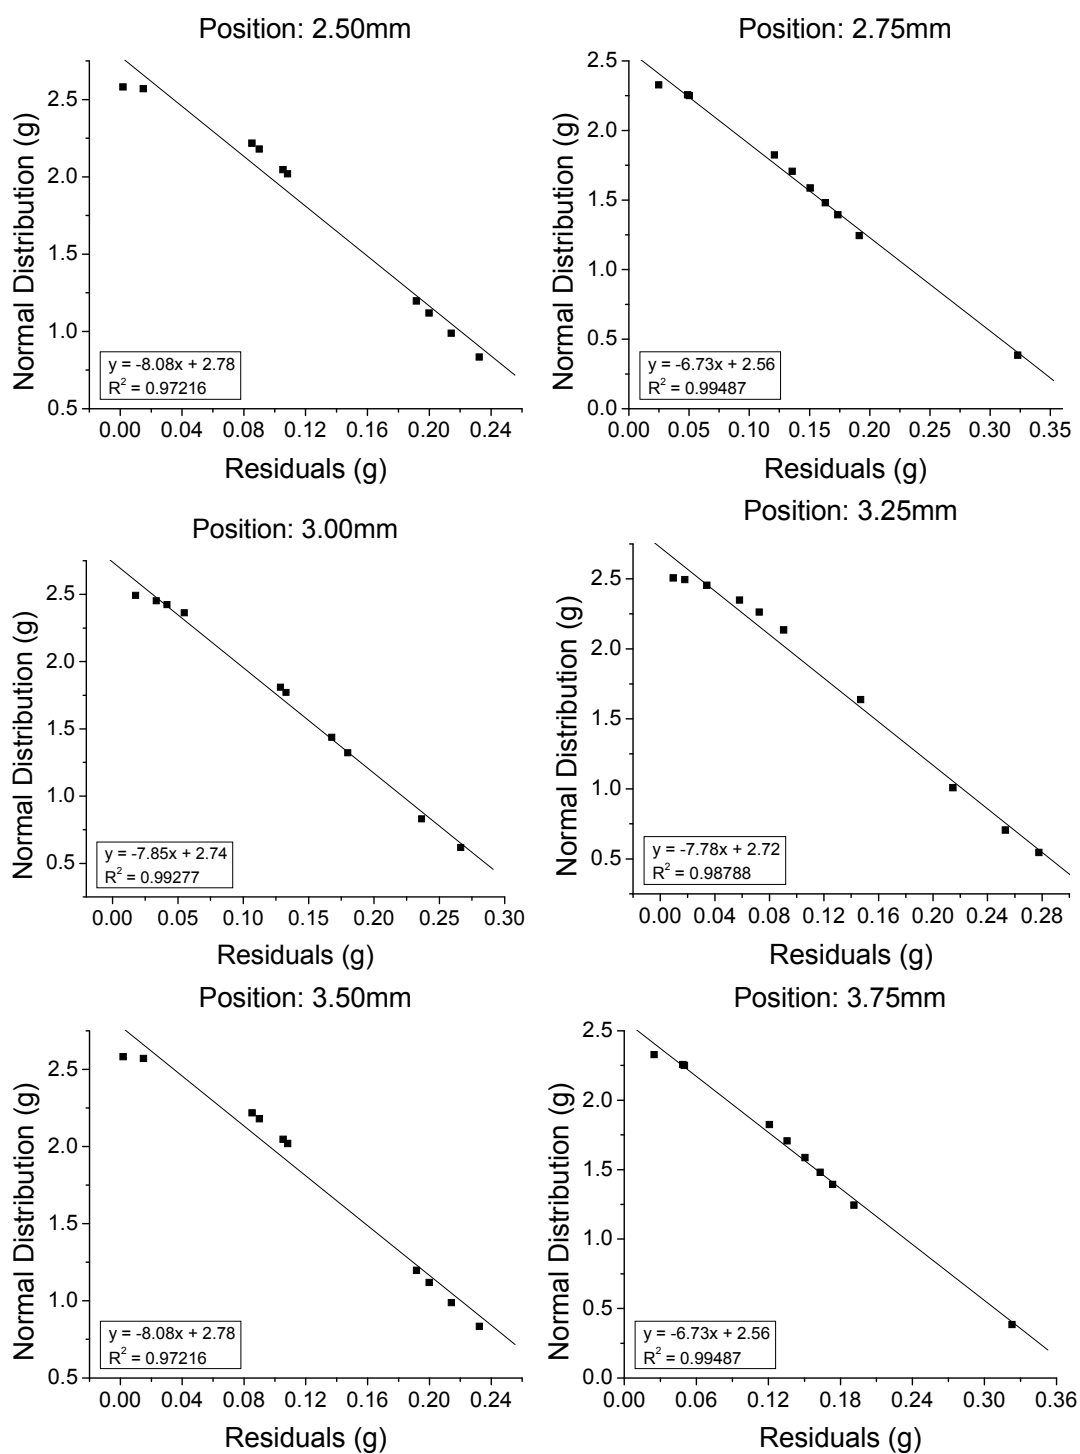 Position: 2.50mm
Normal Distribution (g)
2.5
2.0
1.5
1.0
0.5
y = -8.08x + 2.78
R² = 0.97216
0.00 0.04 0.08 0.12 0.16 0.20 0.24
Residuals (g)
Position: 2.75mm
Normal Distribution (g)
2.5
2.0
1.5
1.0
0.5
0.0
y = -6.73x + 2.56
R² = 0.99487
0.00 0.05 0.10 0.15 0.20 0.25 0.30 0.35
Residuals (g)
Position: 3.00mm
Normal Distribution (g)
2.5
2.0
1.5
1.0
0.5
y = -7.85x + 2.74
R² = 0.99277
0.00 0.05 0.10 0.15 0.20 0.25 0.30
Residuals (g)
Position: 3.25mm
Normal Distribution (g)
2.5
2.0
1.5
1.0
0.5
y = -7.78x + 2.72
R² = 0.98788
0.00 0.04 0.08 0.12 0.16 0.20 0.24 0.28
Residuals (g)
Position: 3.50mm
Normal Distribution (g)
2.5
2.0
1.5
1.0
0.5
y = -8.08x + 2.78
R² = 0.97216
0.00 0.04 0.08 0.12 0.16 0.20 0.24
Residuals (g)
Position: 3.75mm
Normal Distribution (g)
2.5
2.0
1.5
1.0
0.5
0.0
y = -6.73x + 2.56
R² = 0.99487
0.00 0.06 0.12 0.18 0.24 0.30 0.36
Residuals (g)